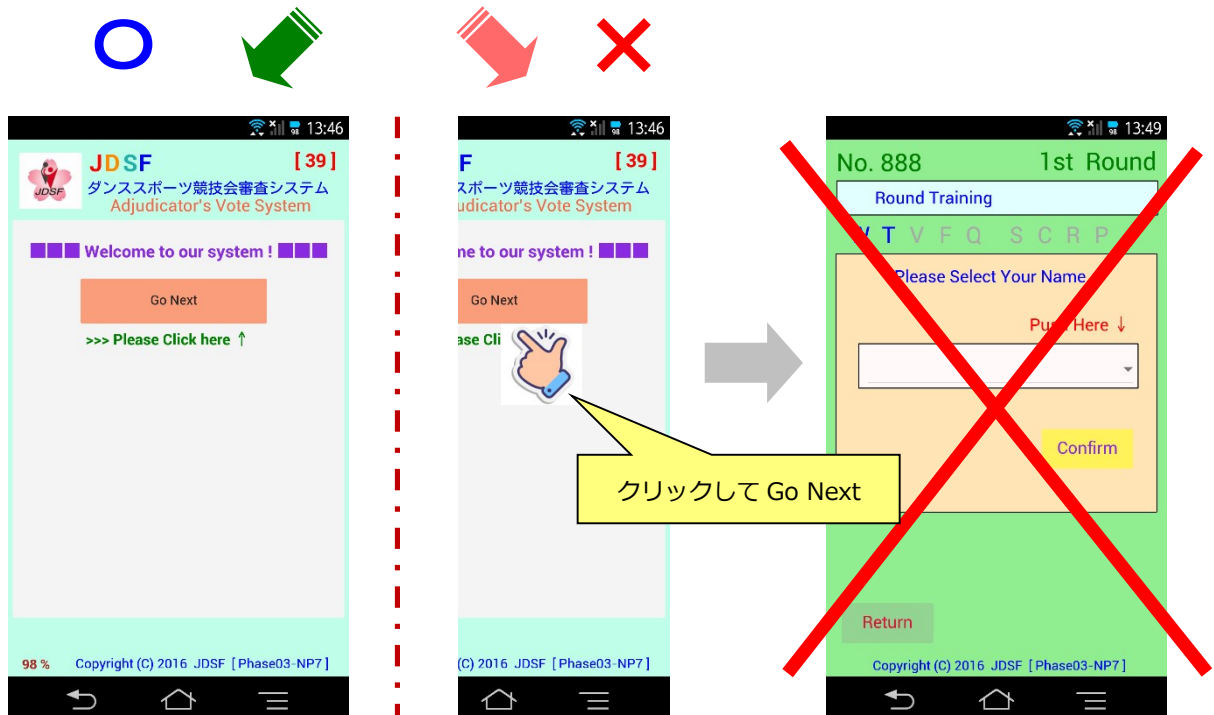 13:46
JDSF
JDSF [ 39 ]
ダンススポーツ競技会審査システム
Adjudicator's Vote System
Welcome to our system !
Go Next
>>> Please Click here ↑
98 % Copyright (C) 2016 JDSF [ Phase03-NP7 ]
13:46
F [ 39 ]
スポーツ競技会審査システム
udicator's Vote System
me to our system !
Go Next
ase Cli
クリックして Go Next
(C) 2016 JDSF [ Phase03-NP7 ]
13:49
No. 888 1st Round
Round Training
W T V F Q S C R P
Please Select Your Name
Push Here ↓
Confirm
Return
Copyright (C) 2016 JDSF [ Phase03-NP7 ]